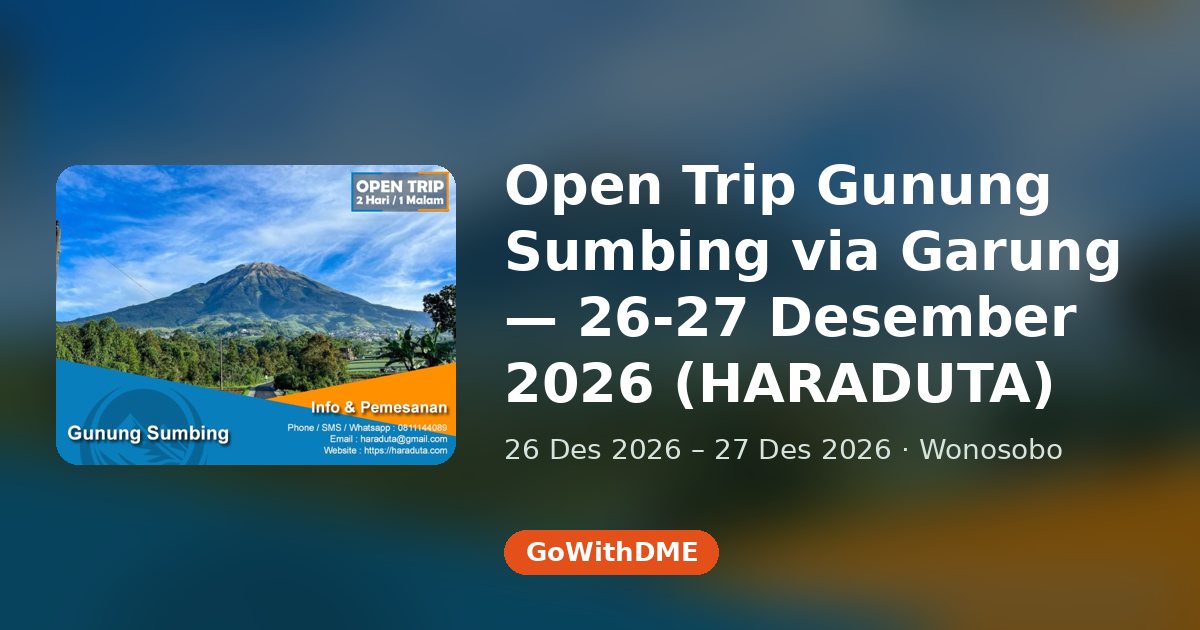 OPEN TRIP
2 Hari / 1 Malam
Info & Pemesanan
Gunung Sumbing
Phone / SMS / Whatsapp : 0811144089
Email : haraduta@gmail.com
Website : https://haraduta.com
Open Trip Gunung
Sumbing via Garung
— 26-27 Desember
2026 (HARADUTA)
26 Des 2026 – 27 Des 2026 · Wonosobo
GoWithDME